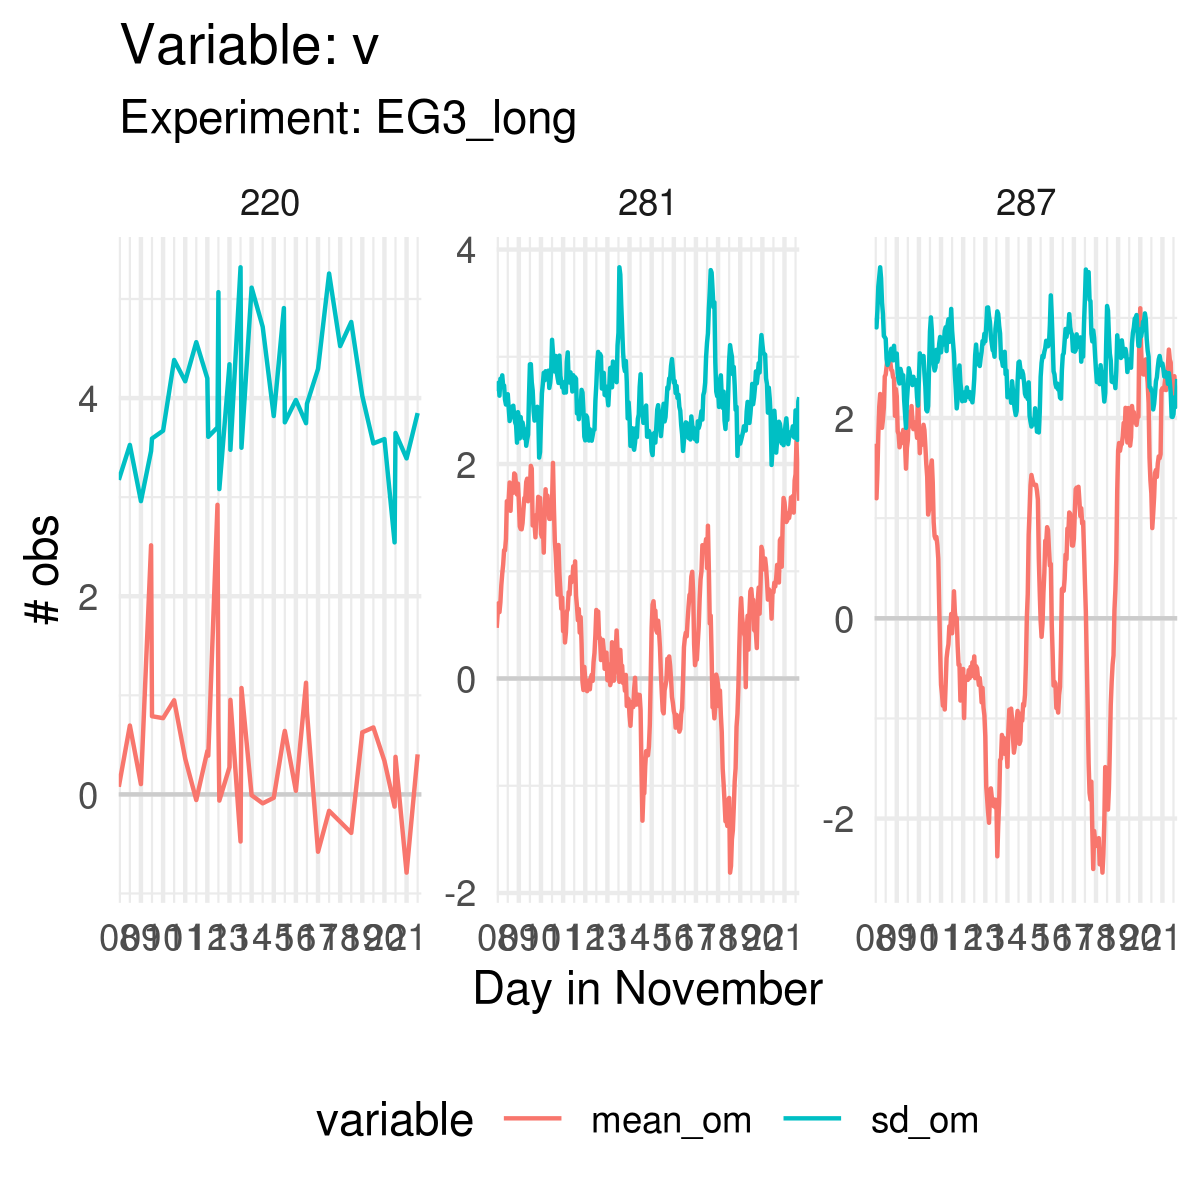 Variable: v
Experiment: EG3_long
220
281
287
# obs
4
2
0
4
2
0
-2
2
0
-2
Day in November
variable
mean_om
sd_om